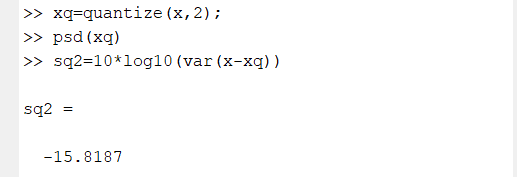 >> xq=quantize(x,2);
>> psd(xq)
>> sq2=10*log10(var(x-xq))
sq2 =
-15.8187